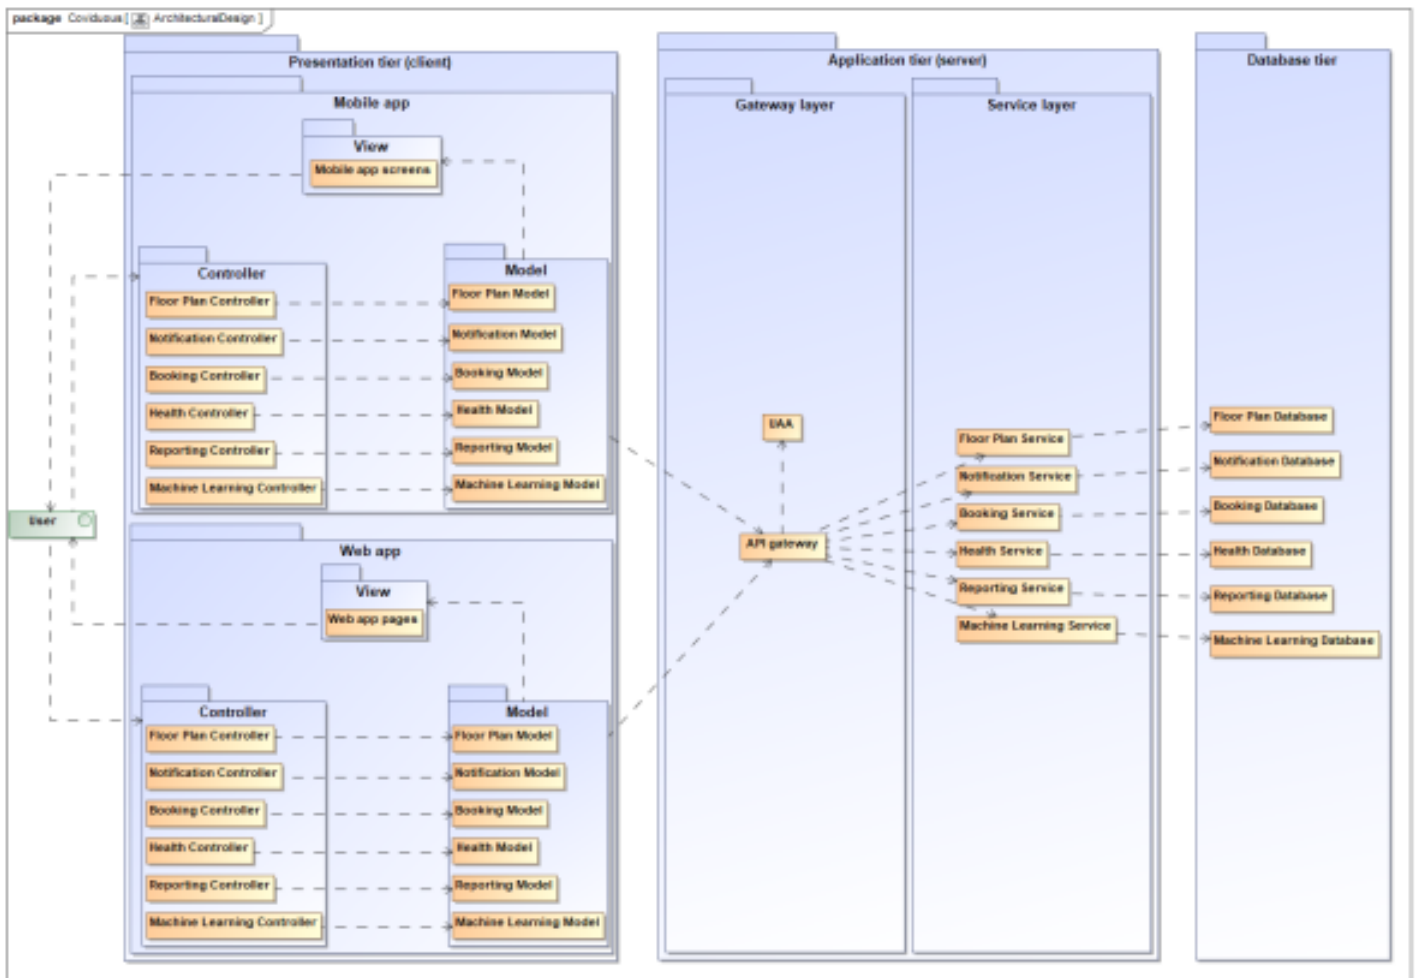 package Coviduous[ ArchitecturalDesign ]
Presentation tier (client)
Mobile app
View
Mobile app screens
Controller
Floor Plan Controller
Notification Controller
Booking Controller
Health Controller
Reporting Controller
Machine Learning Controller
Model
Floor Plan Model
Notification Model
Booking Model
Health Model
Reporting Model
Machine Learning Model
User
Web app
View
Web app pages
Controller
Floor Plan Controller
Notification Controller
Booking Controller
Health Controller
Reporting Controller
Machine Learning Controller
Model
Floor Plan Model
Notification Model
Booking Model
Health Model
Reporting Model
Machine Learning Model
Application tier (server)
Gateway layer
UAA
API gateway
Service layer
Floor Plan Service
Notification Service
Booking Service
Health Service
Reporting Service
Machine Learning Service
Database tier
Floor Plan Database
Notification Database
Booking Database
Health Database
Reporting Database
Machine Learning Database